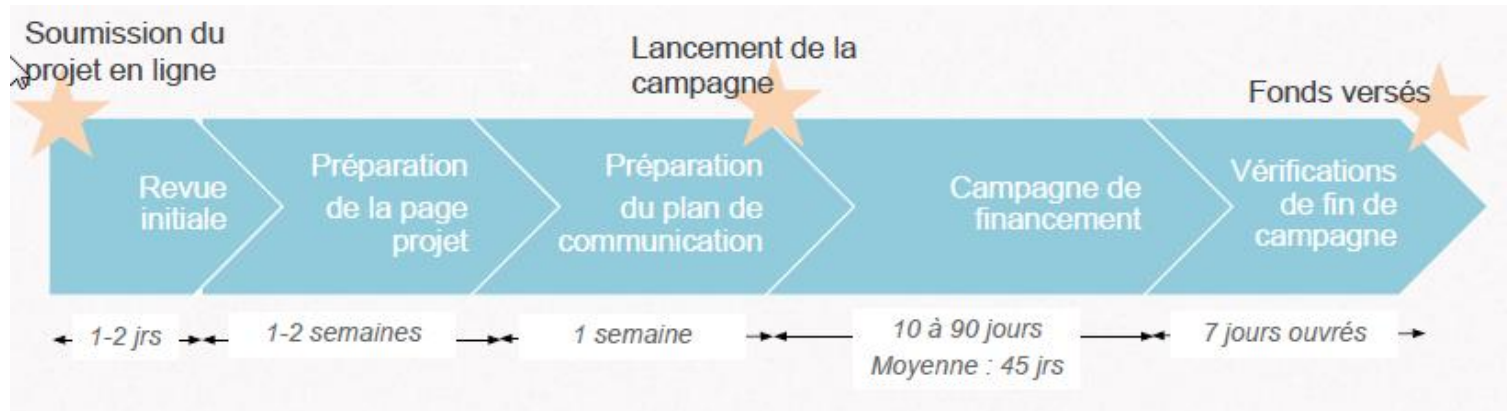 Soumission du
projet en ligne
Lancement de la
campagne
Fonds versés
Revue
initiale
Préparation
de la page
projet
Préparation
du plan de
communication
Campagne de
financement
Vérifications
de fin de
campagne
1-2 jrs
1-2 semaines
1 semaine
10 à 90 jours
Moyenne : 45 jrs
7 jours ouvrés